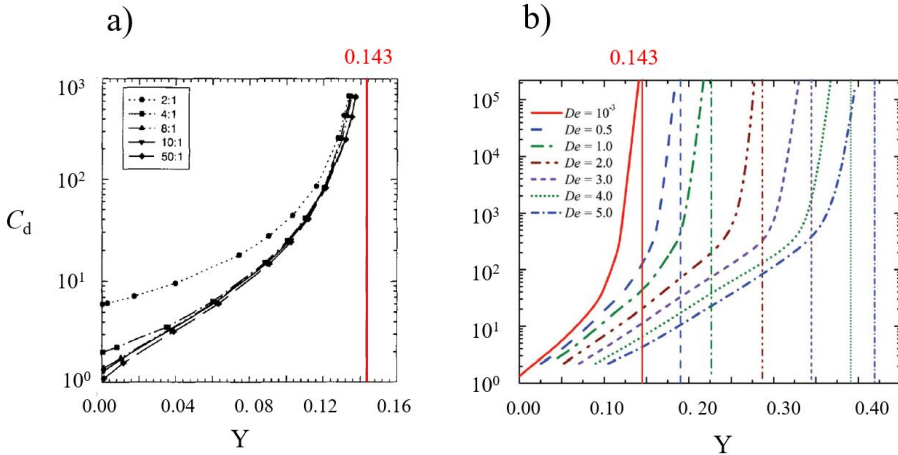 a)
0.143
10³
10²
10¹
10⁰
C_d
2:1
4:1
8:1
10:1
50:1
0.00 0.04 0.08 0.12 0.16
Y
b)
0.143
10⁵
10⁴
10³
10²
10¹
10⁰
De = 10⁻³
De = 0.5
De = 1.0
De = 2.0
De = 3.0
De = 4.0
De = 5.0
0.00 0.10 0.20 0.30 0.40
Y